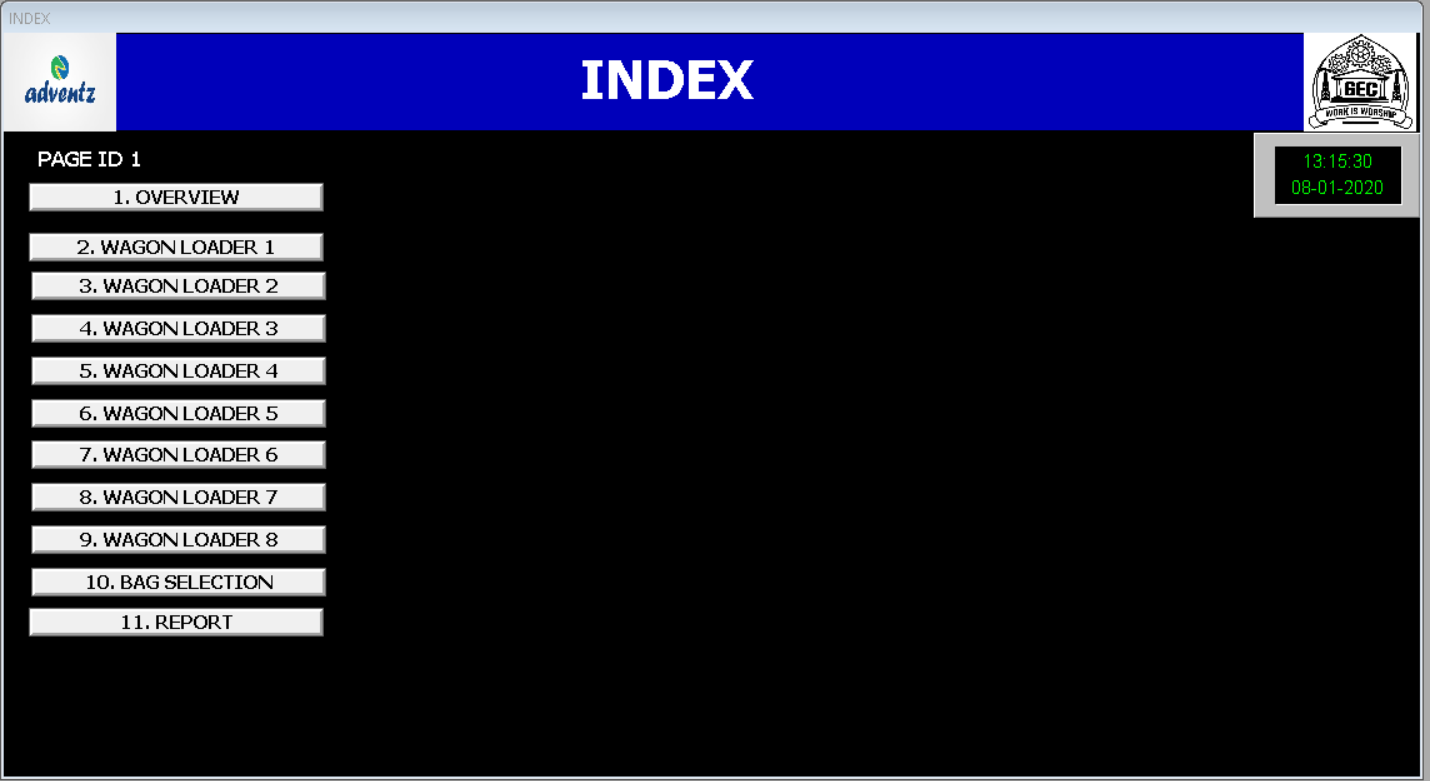 INDEX
adventz
INDEX
GEC
WORK IS WORSHIP
PAGE ID 1
13:15:30
08-01-2020
1. OVERVIEW
2. WAGON LOADER 1
3. WAGON LOADER 2
4. WAGON LOADER 3
5. WAGON LOADER 4
6. WAGON LOADER 5
7. WAGON LOADER 6
8. WAGON LOADER 7
9. WAGON LOADER 8
10. BAG SELECTION
11. REPORT